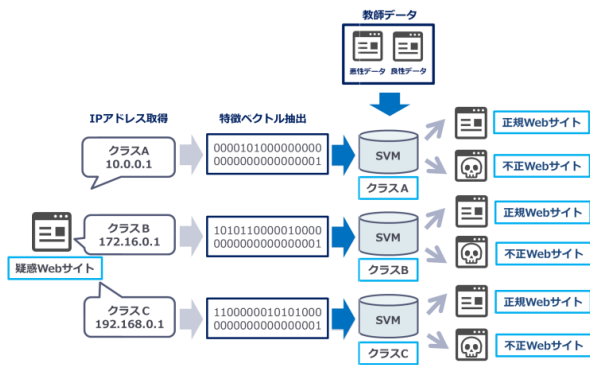 教師データ
悪性データ 良性データ
IPアドレス取得
特徴ベクトル抽出
クラスA
10.0.0.1
0000101000000000
0000000000000001
SVM
クラスA
正規Webサイト
不正Webサイト
疑惑Webサイト
クラスB
172.16.0.1
1010110000010000
0000000000000001
SVM
クラスB
正規Webサイト
不正Webサイト
クラスC
192.168.0.1
1100000010101000
0000000000000001
SVM
クラスC
正規Webサイト
不正Webサイト